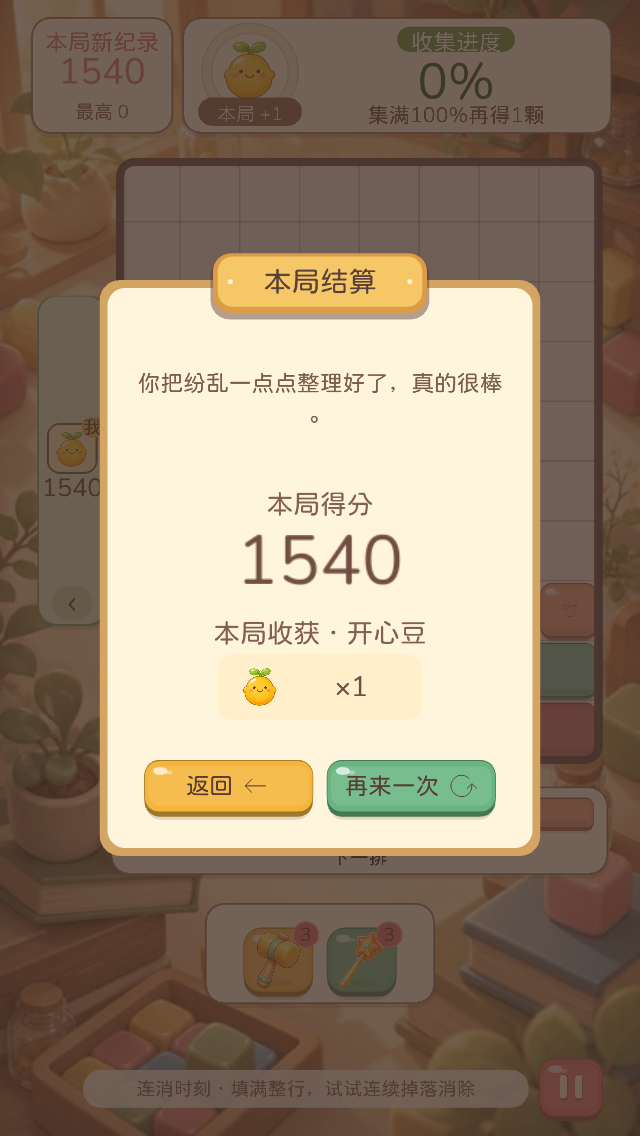 本局新纪录
1540
最高 0
本局 +1
收集进度
0%
集满100%再得1颗
本局结算
你把纷乱一点点整理好了，真的很棒
。
我
1540
本局得分
1540
本局收获 · 开心豆
×1
返回
再来一次
下一排
3
3
连消时刻 · 填满整行，试试连续掉落消除